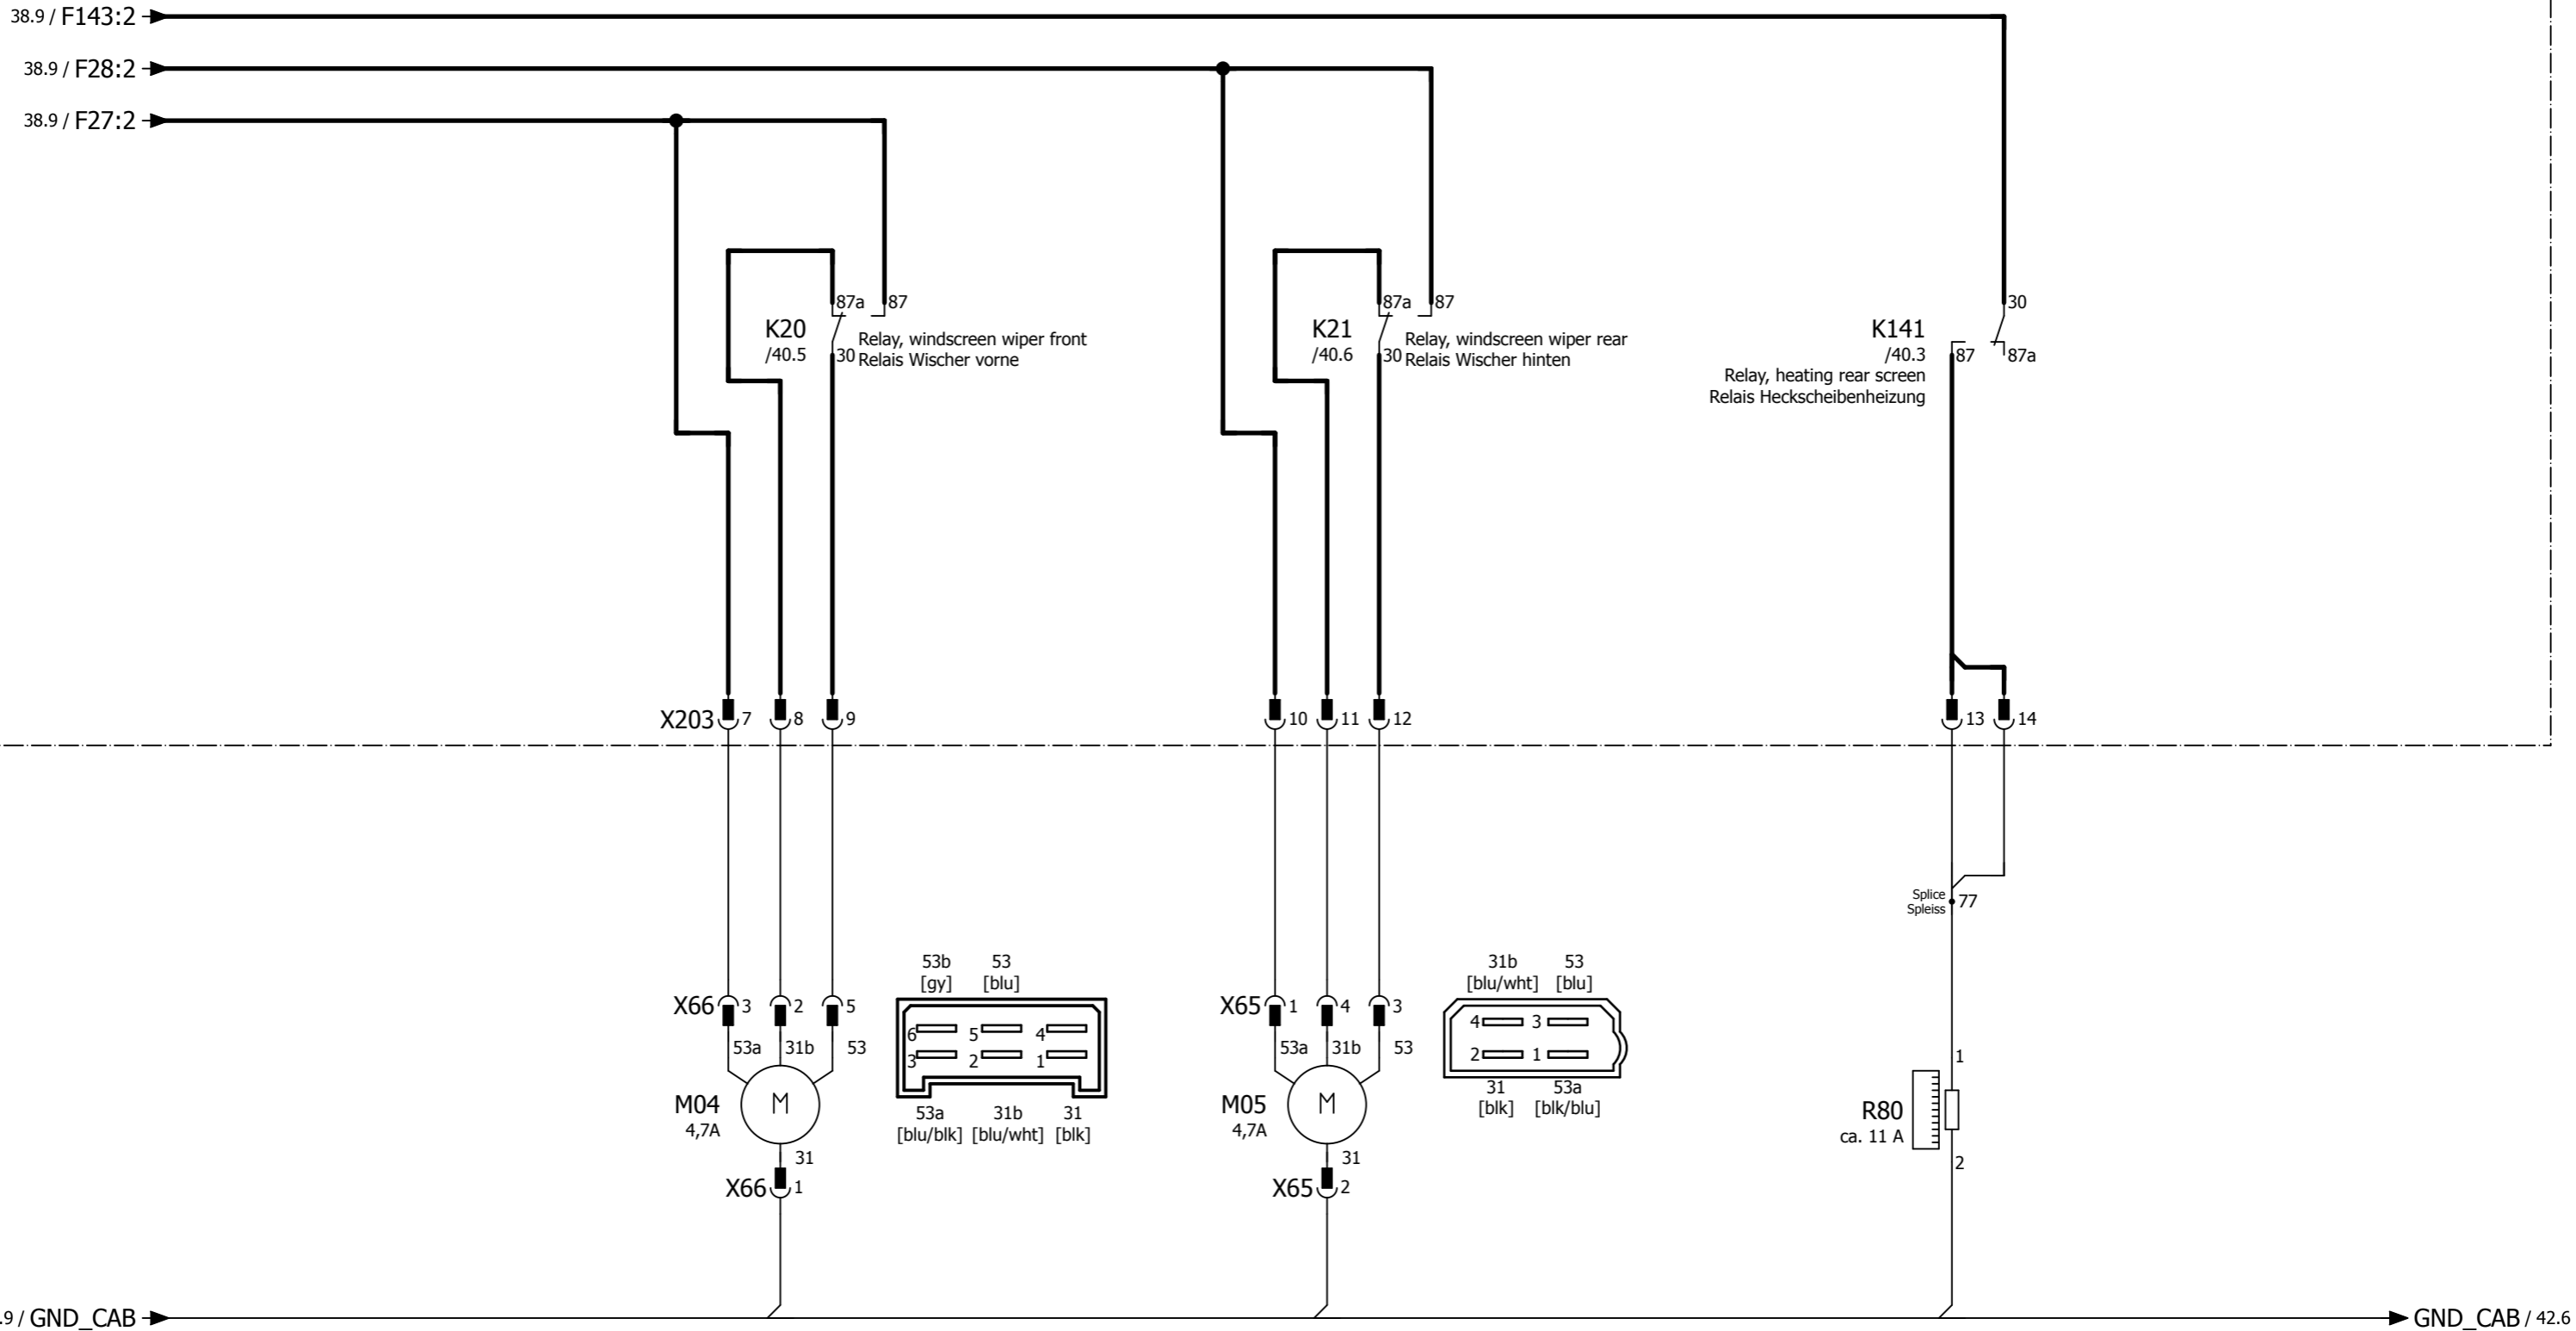 38.9 / F143:2
38.9 / F28:2
38.9 / F27:2
87a 87
K20
/40.5
30
Relay, windscreen wiper front
Relais Wischer vorne
87a 87
K21
/40.6
30
Relay, windscreen wiper rear
Relais Wischer hinten
30
K141
/40.3
87 87a
Relay, heating rear screen
Relais Heckscheibenheizung
X203 7 8 9 10 11 12 13 14
Splice
Spleiss
77
53b 53
[gy] [blu]
X66 3 2 5
6 5 4
3 2 1
53a 31b 53
M04
4,7A
M
53a 31b 31
[blu/blk] [blu/wht] [blk]
31
X66 1
31b 53
[blu/wht] [blu]
X65 1 4 3
4 3
2 1
53a 31b 53
M05
4,7A
M
31 53a
[blk] [blk/blu]
31
X65 2
1
R80
ca. 11 A
2
.9 / GND_CAB
GND_CAB / 42.6